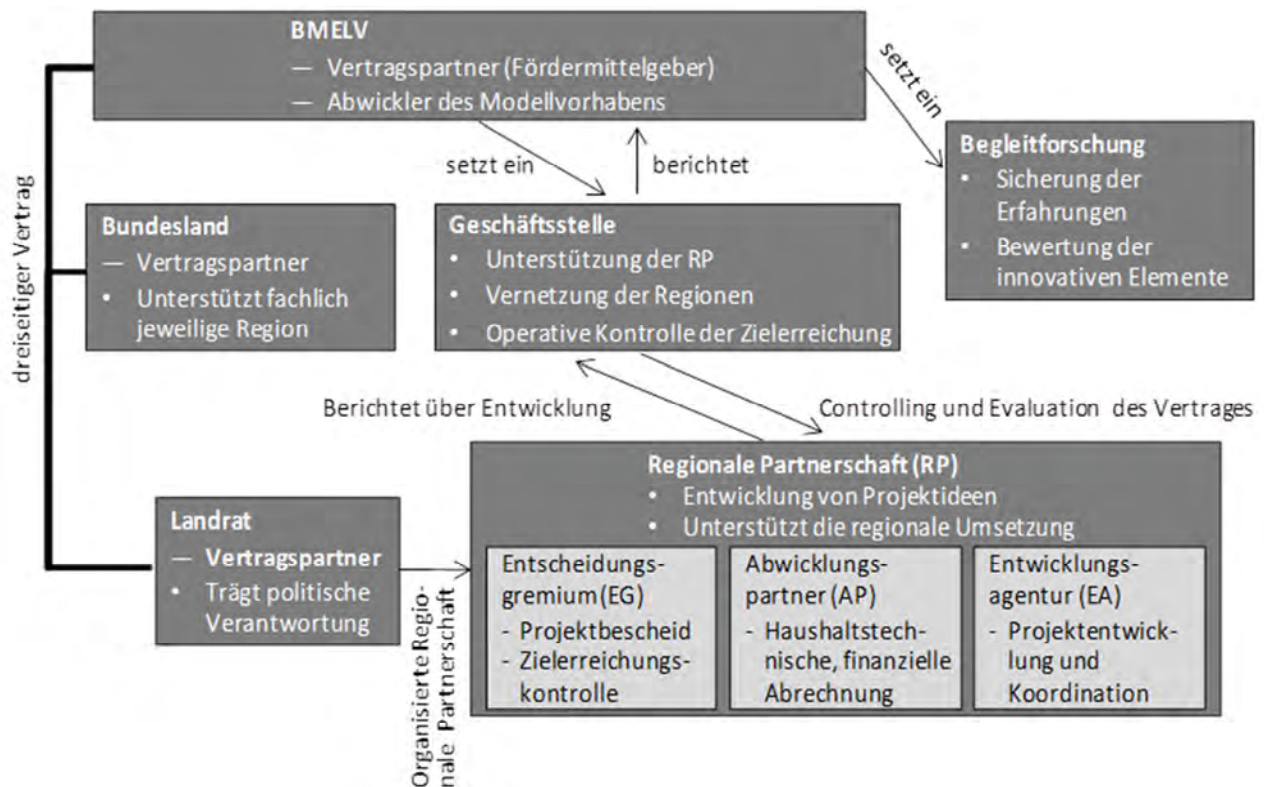 BMELV
— Vertragspartner (Fördermittelgeber)
— Abwickler des Modellvorhabens
setzt ein
setzt ein
berichtet
Begleitforschung
• Sicherung der
Erfahrungen
• Bewertung der
innovativen Elemente
dreiseitiger Vertrag
Bundesland
— Vertragspartner
• Unterstützt fachlich
jeweilige Region
Geschäftsstelle
• Unterstützung der RP
• Vernetzung der Regionen
• Operative Kontrolle der Zielerreichung
Berichtet über Entwicklung
Controlling und Evaluation des Vertrages
Landrat
— Vertragspartner
• Trägt politische
Verantwortung
Organisierte Regio-
nale Partnerschaft
Regionale Partnerschaft (RP)
• Entwicklung von Projektideen
• Unterstützt die regionale Umsetzung
Entscheidungs-
gremium (EG)
- Projektbescheid
- Zielerreichungs-
kontrolle
Abwicklungs-
partner (AP)
- Haushaltstech-
nische, finanzielle
Abrechnung
Entwicklungs-
agentur (EA)
- Projektentwick-
lung und
Koordination